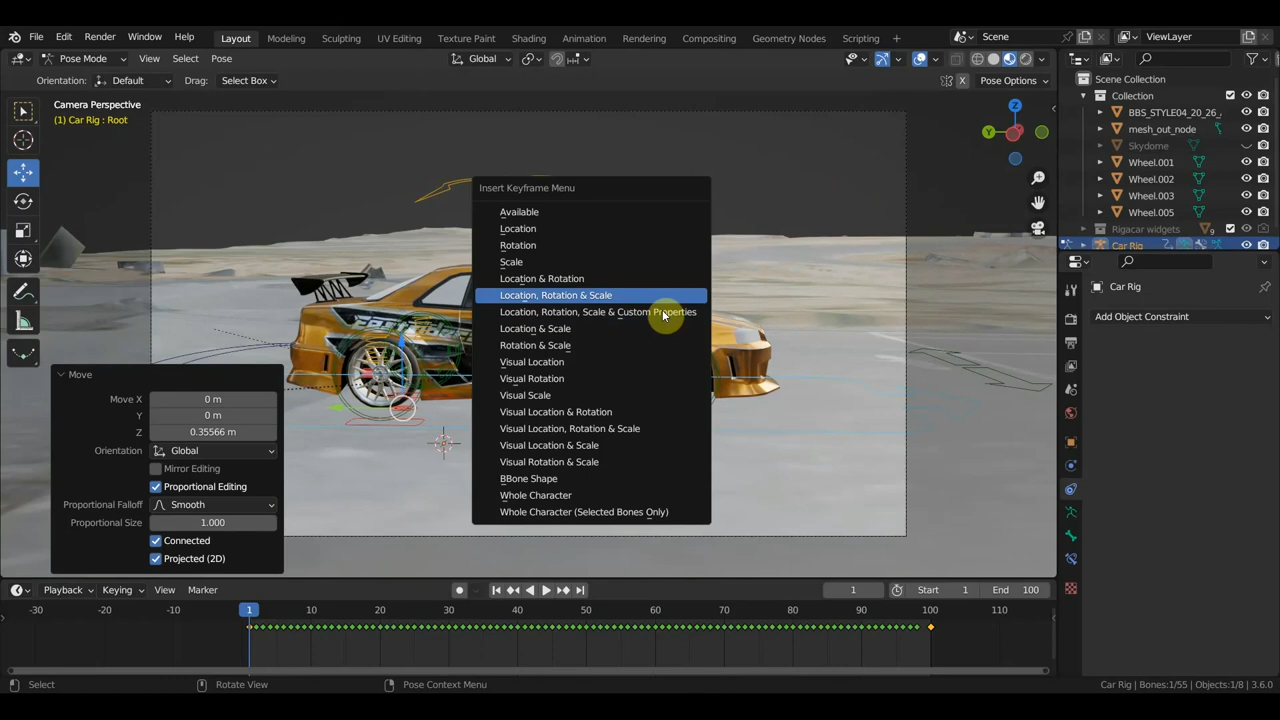 File Edit Render Window Help Layout Modeling Sculpting UV Editing Texture Paint Shading Animation Rendering Compositing Geometry Nodes Scripting + Scene ViewLayer
Pose Mode View Select Pose Global
Orientation: Default Drag: Select Box X Pose Options
Camera Perspective
(1) Car Rig : Root
Z
Y
Scene Collection
Collection
BBS_STYLE04_20_26_
mesh_out_node
Skydome
Wheel.001
Wheel.002
Wheel.003
Wheel.005
Rigacar widgets 9
Car Rig
Car Rig
Add Object Constraint
Insert Keyframe Menu
Available
Location
Rotation
Scale
Location & Rotation
Location, Rotation & Scale
Location, Rotation, Scale & Custom Properties
Location & Scale
Rotation & Scale
Visual Location
Visual Rotation
Visual Scale
Visual Location & Rotation
Visual Location, Rotation & Scale
Visual Location & Scale
Visual Rotation & Scale
BBone Shape
Whole Character
Whole Character (Selected Bones Only)
Move
Move X 0 m
Y 0 m
Z 0.35566 m
Orientation Global
Mirror Editing
Proportional Editing
Proportional Falloff Smooth
Proportional Size 1.000
Connected
Projected (2D)
Playback Keying View Marker 1 Start 1 End 100
-30 -20 -10 1 10 20 30 40 50 60 70 80 90 100 110
Select Rotate View Pose Context Menu Car Rig | Bones:1/55 | Objects:1/8 | 3.6.0